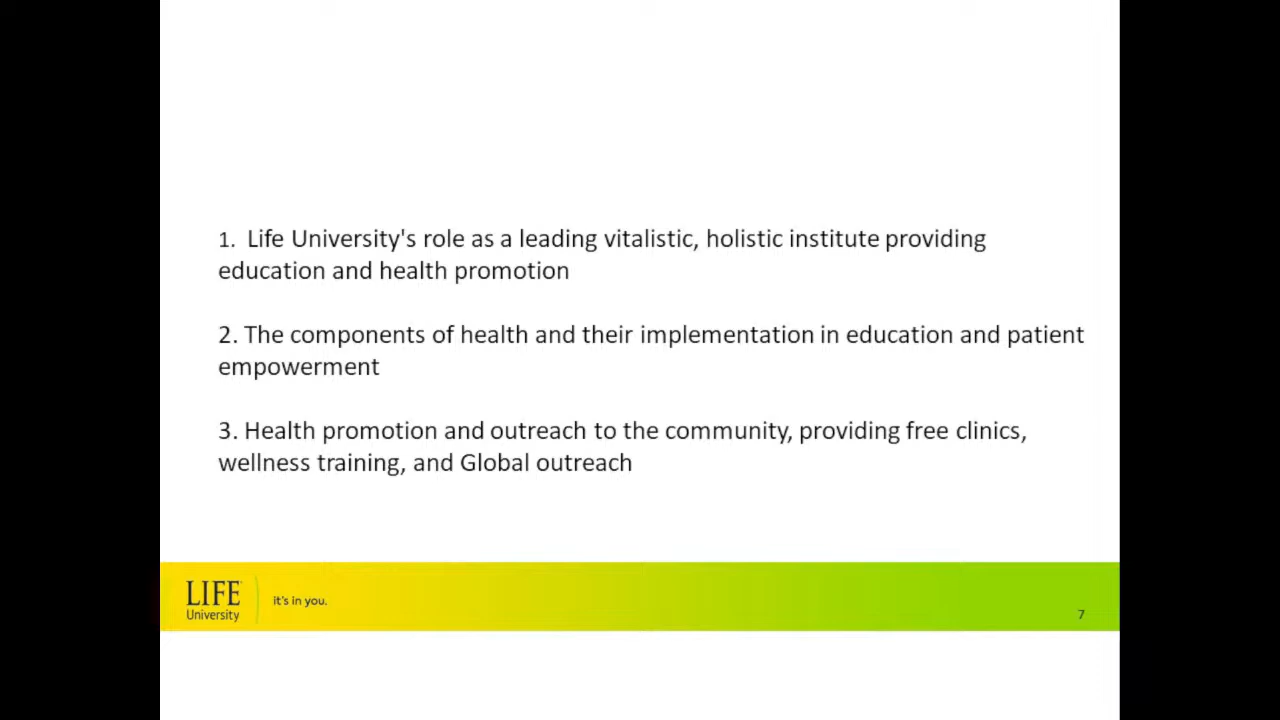 1. Life University's role as a leading vitalistic, holistic institute providing
education and health promotion
2. The components of health and their implementation in education and patient
empowerment
3. Health promotion and outreach to the community, providing free clinics,
wellness training, and Global outreach
LIFE
University
it's in you.
7